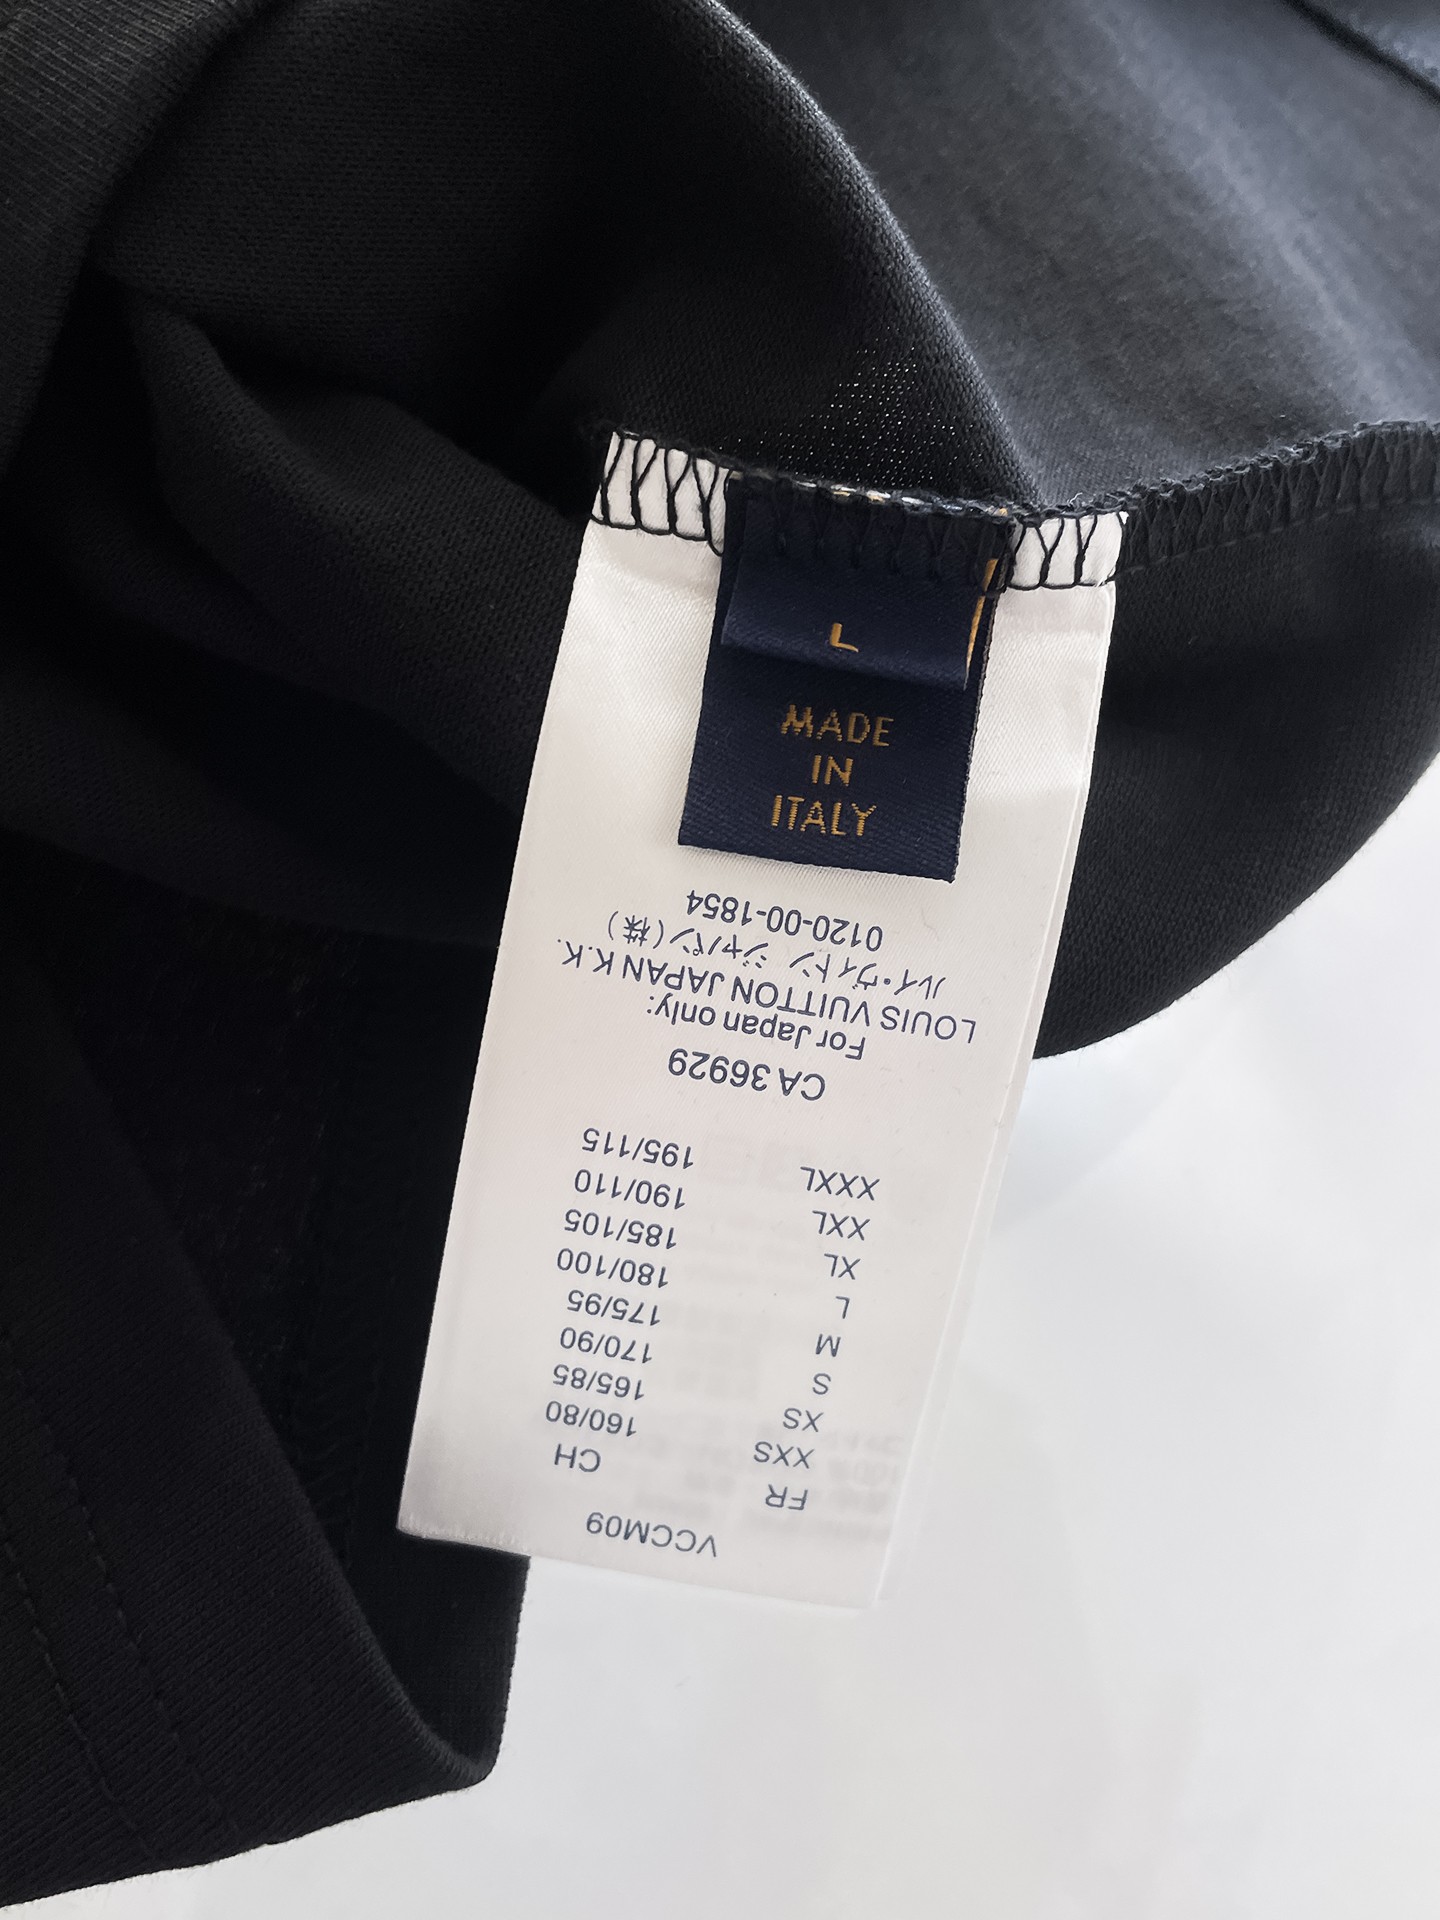 L
MADE
IN
ITALY
VCCM09
FR CH
XXS 160/80
XS 165/85
S 170/90
M 175/95
L 180/100
XL 185/105
XXL 190/110
XXXL 195/115
CA 36929
For Japan only:
LOUIS VUITTON JAPAN K.K.
ルイ・ヴィトン ジャパン(株)
0120-00-1854